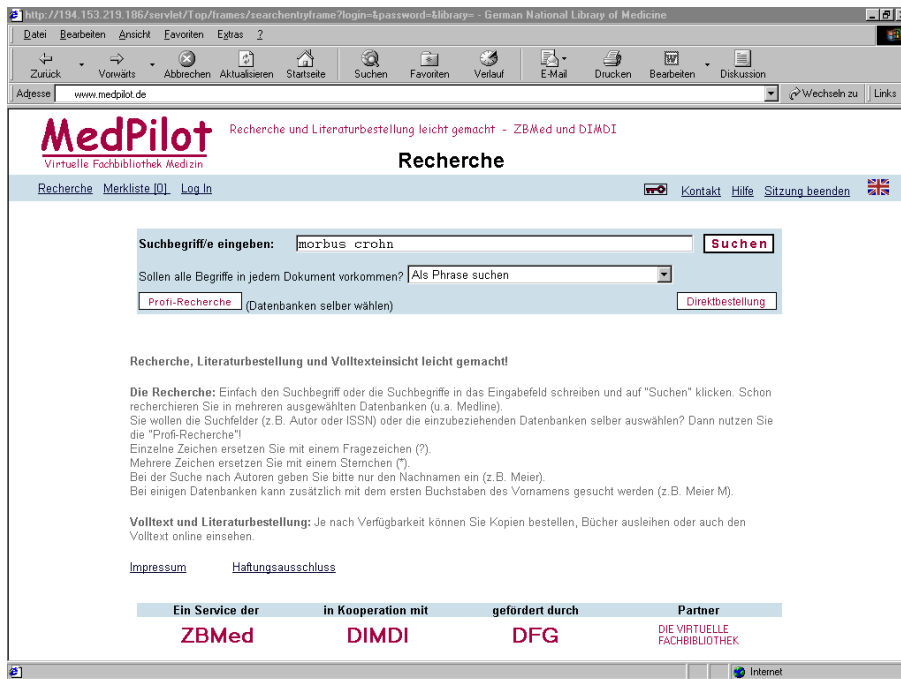 http://194.153.219.186/servlet/Top/frames/searchentryframe?login=&password=&library= - German National Library of Medicine
Datei Bearbeiten Ansicht Favoriten Extras ?
Zurück Vorwärts Abbrechen Aktualisieren Startseite Suchen Favoriten Verlauf E-Mail Drucken Bearbeiten Diskussion
Adresse www.medpilot.de Wechseln zu Links
MedPilot Recherche und Literaturbestellung leicht gemacht - ZBMed und DIMDI
Virtuelle Fachbibliothek Medizin
Recherche
Recherche Merkliste [0] Log In Kontakt Hilfe Sitzung beenden
Suchbegriff/e eingeben: morbus crohn Suchen
Sollen alle Begriffe in jedem Dokument vorkommen? Als Phrase suchen
Profi-Recherche (Datenbanken selber wählen) Direktbestellung
Recherche, Literaturbestellung und Volltexteinsicht leicht gemacht!
Die Recherche: Einfach den Suchbegriff oder die Suchbegriffe in das Eingabefeld schreiben und auf "Suchen" klicken. Schon
recherchieren Sie in mehreren ausgewählten Datenbanken (u.a. Medline).
Sie wollen die Suchfelder (z.B. Autor oder ISSN) oder die einzubeziehenden Datenbanken selber auswählen? Dann nutzen Sie
die "Profi-Recherche"!
Einzelne Zeichen ersetzen Sie mit einem Fragezeichen (?).
Mehrere Zeichen ersetzen Sie mit einem Sternchen (*).
Bei der Suche nach Autoren geben Sie bitte nur den Nachnamen ein (z.B. Meier).
Bei einigen Datenbanken kann zusätzlich mit dem ersten Buchstaben des Vornamens gesucht werden (z.B. Meier M).
Volltext und Literaturbestellung: Je nach Verfügbarkeit können Sie Kopien bestellen, Bücher ausleihen oder auch den
Volltext online einsehen.
Impressum Haftungsausschluss
Ein Service der in Kooperation mit gefördert durch Partner
ZBMed DIMDI DFG DIE VIRTUELLE
FACHBIBLIOTHEK
Internet